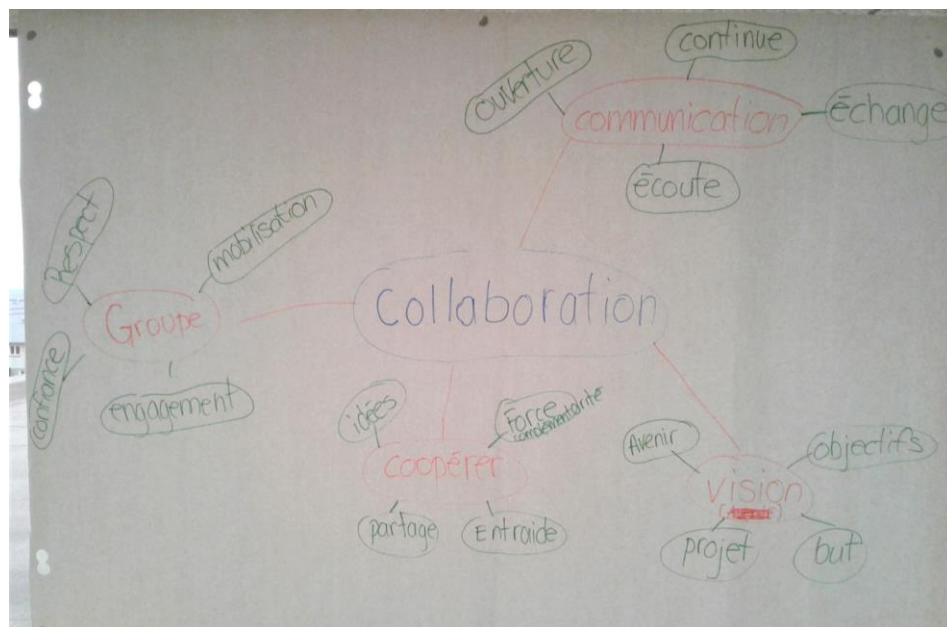 continue
ouverture
communication
échange
écoute
Respect
mobilisation
Groupe
confiance
engagement
Collaboration
idées
Force
complémentarité
coopérer
partage
Entraide
Avenir
objectifs
vision
projet
but